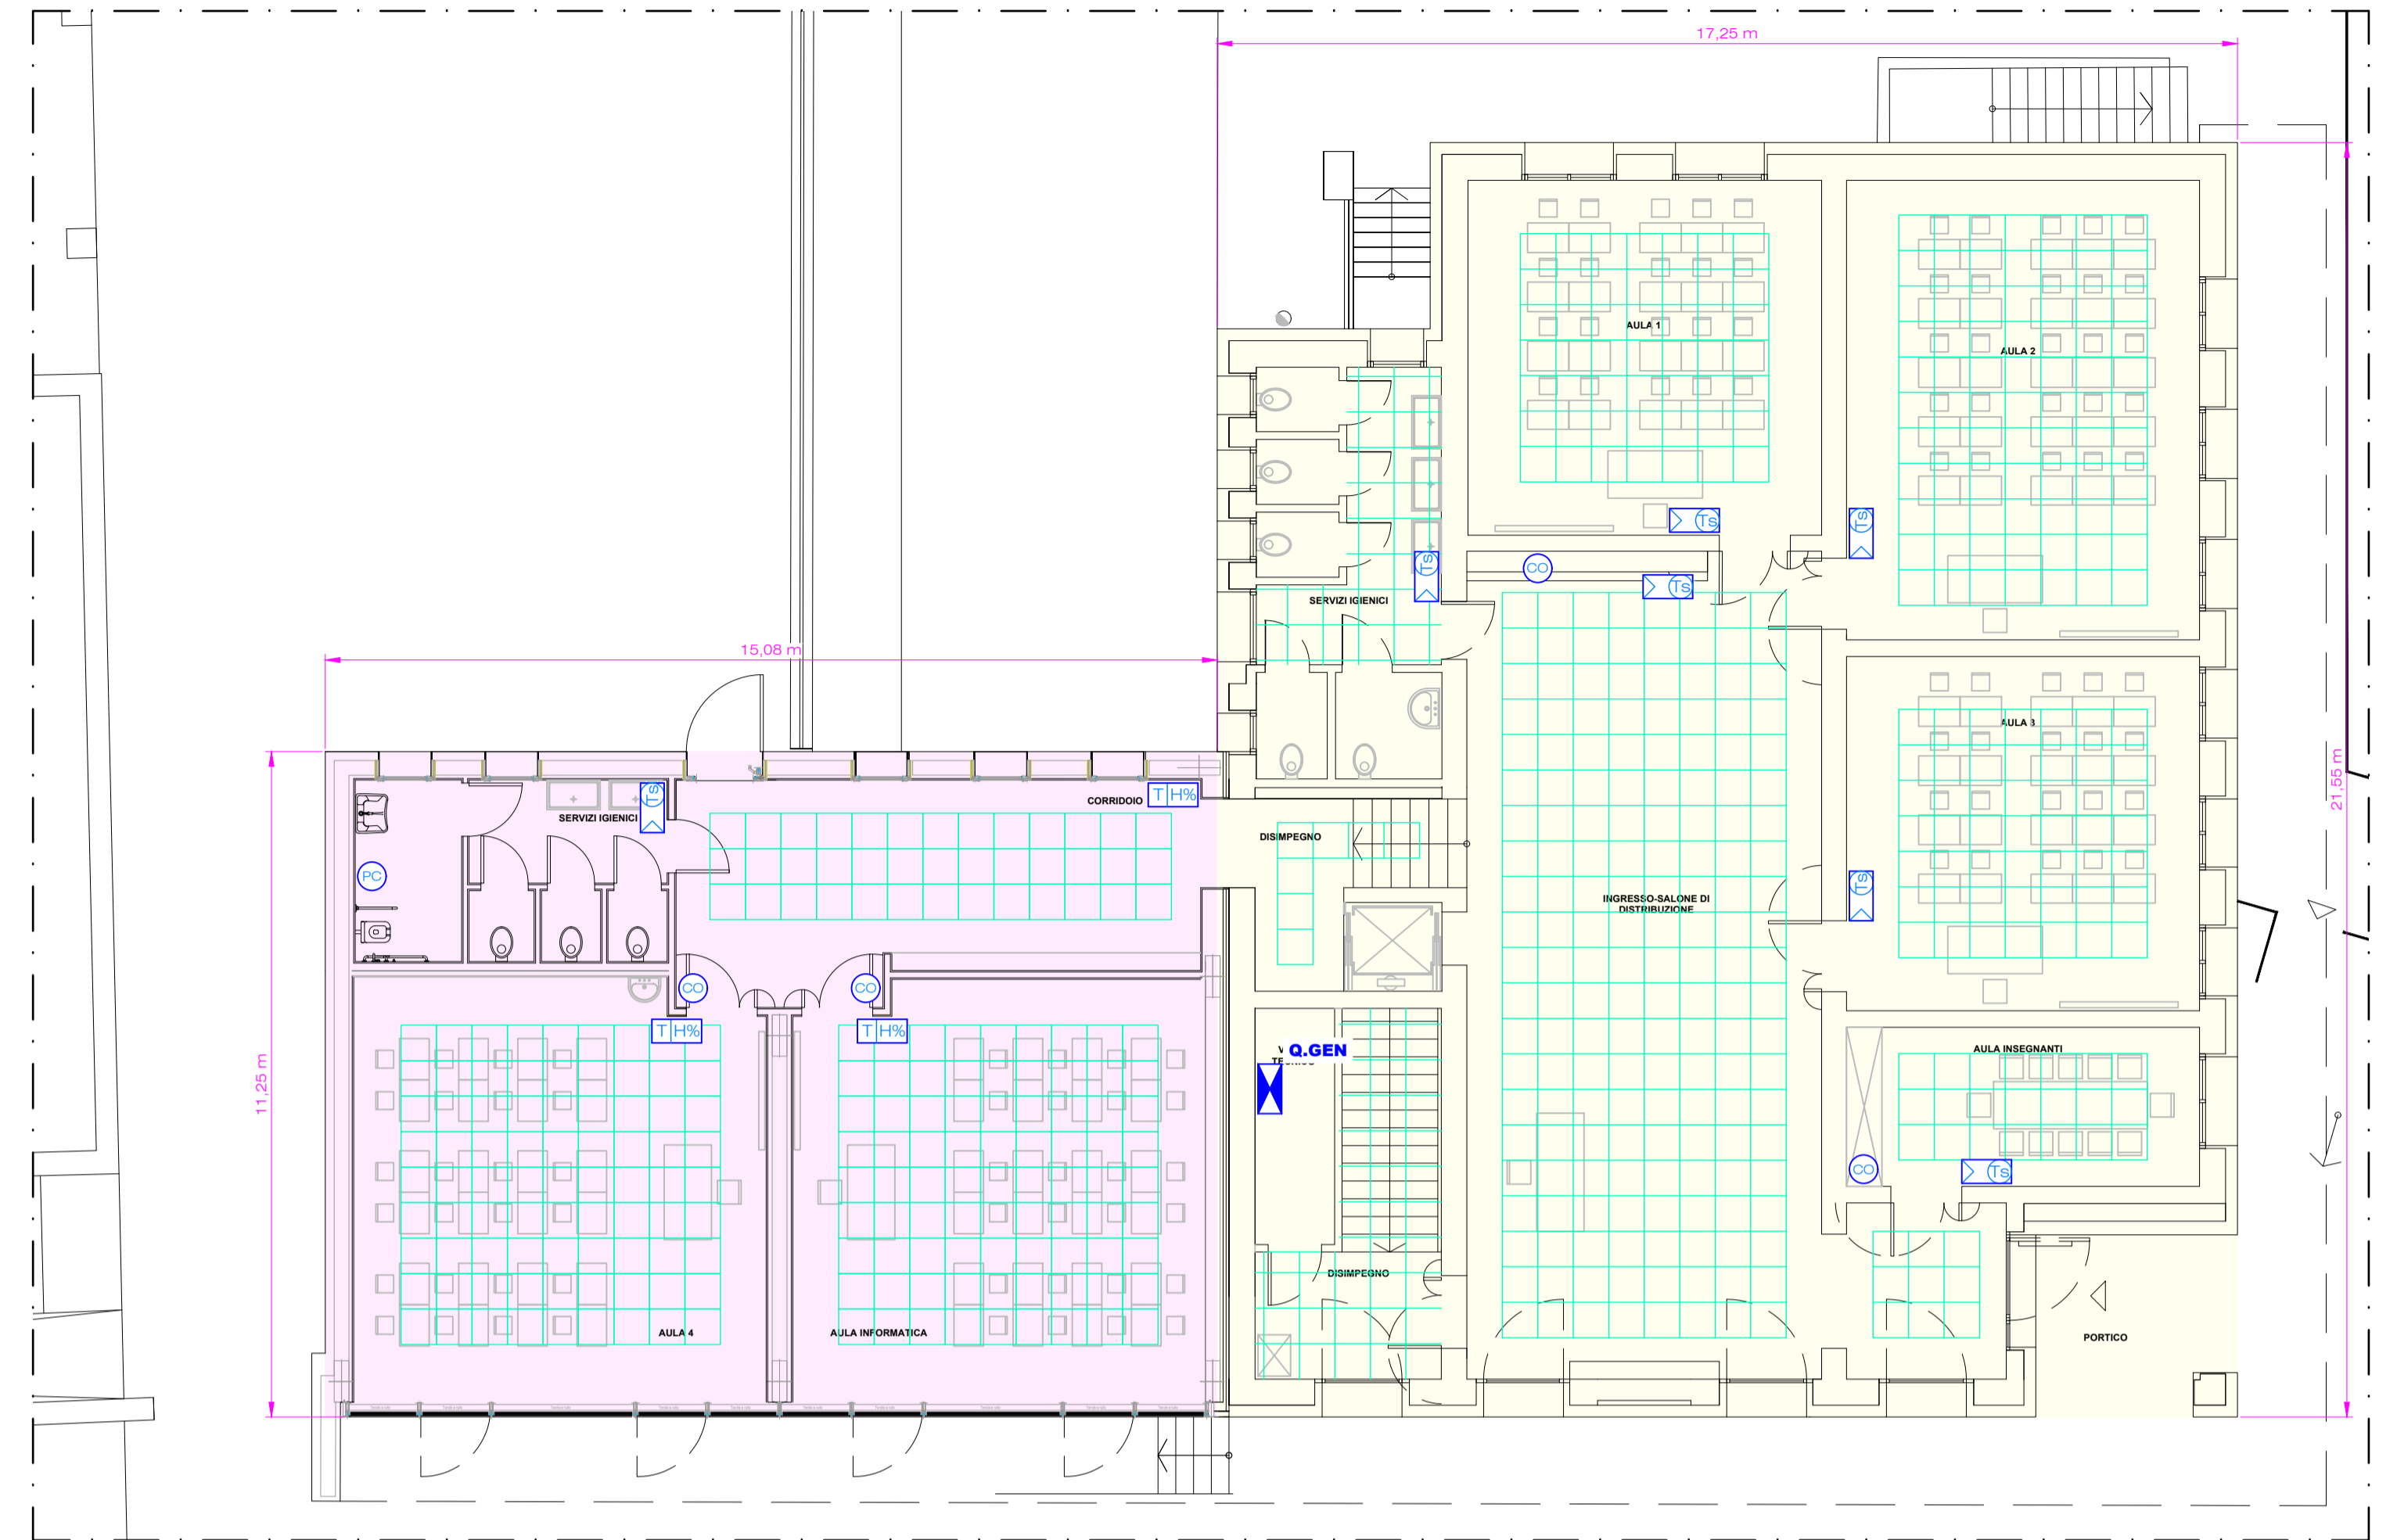 17,25 m
AULA 1
AULA 2
Ts
Ts
CO
Ts
Ts
SERVIZI IGIENICI
15,08 m
AULA 3
21,55 m
T H%
CORRIDOIO
Ts
SERVIZI IGIENICI
DISIMPEGNO
PC
Ts
INGRESSO-SALONE DI
DISTRIBUZIONE
CO
CO
T H%
T H%
Q.GEN
AULA INSEGNANTI
11,25 m
CO
Ts
DISIMPEGNO
AULA 4
AULA INFORMATICA
PORTICO